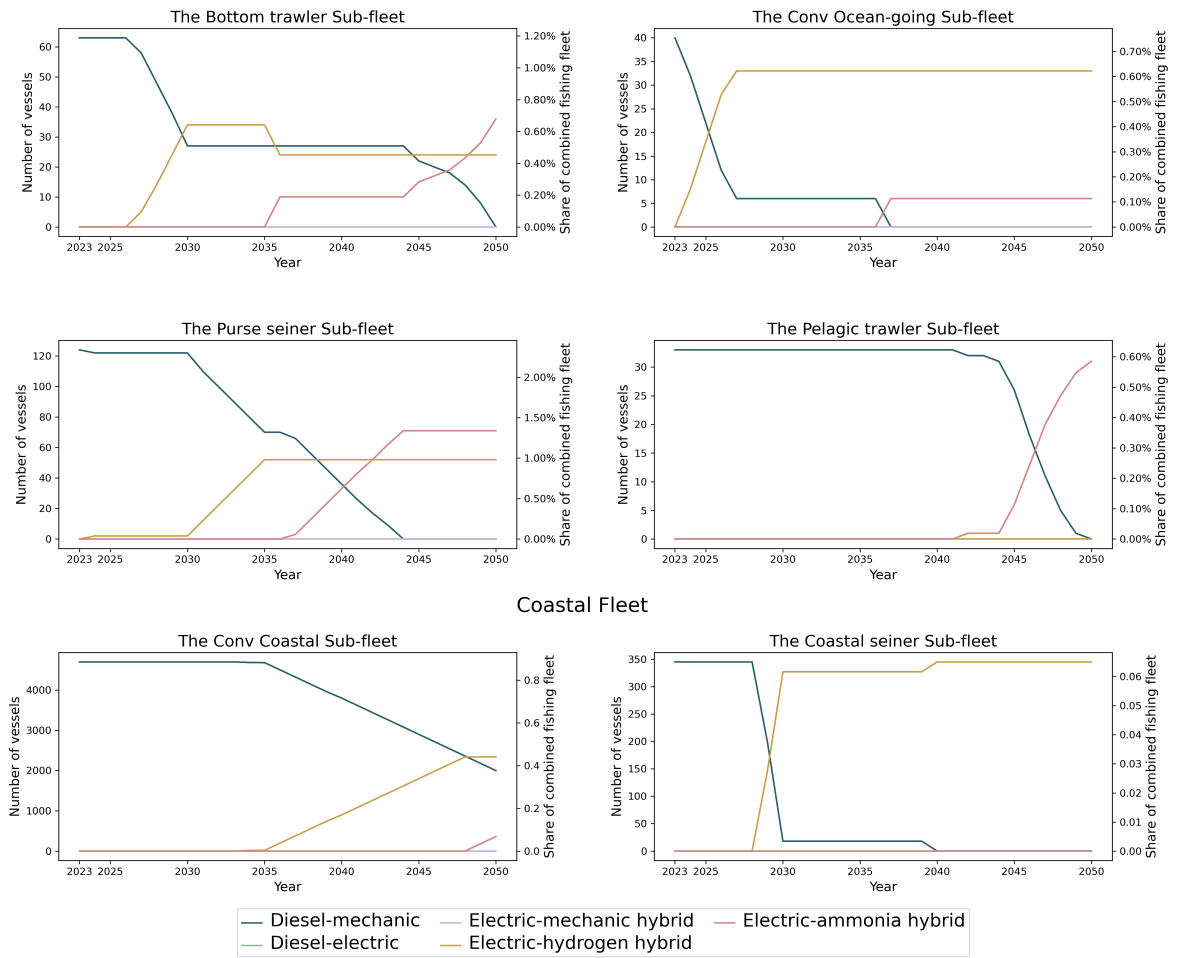 The Bottom trawler Sub-fleet
Number of vessels
60
50
40
30
20
10
0
1.20%
1.00%
0.80%
0.60%
0.40%
0.20%
0.00%
Share of combined fishing fleet
2023 2025 2030 2035 2040 2045 2050
Year
The Conv Ocean-going Sub-fleet
Number of vessels
40
35
30
25
20
15
10
5
0
0.70%
0.60%
0.50%
0.40%
0.30%
0.20%
0.10%
0.00%
Share of combined fishing fleet
2023 2025 2030 2035 2040 2045 2050
Year
The Purse seiner Sub-fleet
Number of vessels
120
100
80
60
40
20
0
2.00%
1.50%
1.00%
0.50%
0.00%
Share of combined fishing fleet
2023 2025 2030 2035 2040 2045 2050
Year
The Pelagic trawler Sub-fleet
Number of vessels
30
25
20
15
10
5
0
0.60%
0.50%
0.40%
0.30%
0.20%
0.10%
0.00%
Share of combined fishing fleet
2023 2025 2030 2035 2040 2045 2050
Year
Coastal Fleet
The Conv Coastal Sub-fleet
Number of vessels
4000
3000
2000
1000
0
0.8
0.6
0.4
0.2
0.0
Share of combined fishing fleet
2023 2025 2030 2035 2040 2045 2050
Year
The Coastal seiner Sub-fleet
Number of vessels
350
300
250
200
150
100
50
0
0.06
0.05
0.04
0.03
0.02
0.01
0.00
Share of combined fishing fleet
2023 2025 2030 2035 2040 2045 2050
Year
Diesel-mechanic
Diesel-electric
Electric-mechanic hybrid
Electric-hydrogen hybrid
Electric-ammonia hybrid